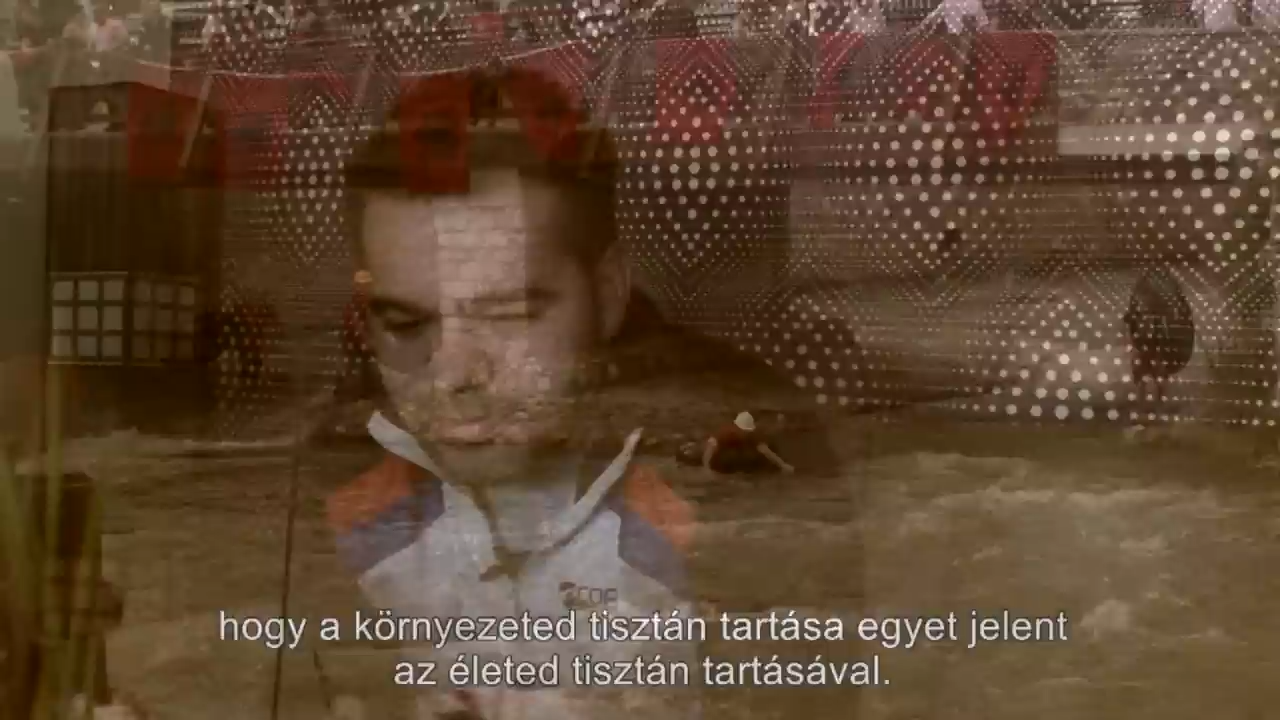 hogy a környezeted tisztán tartása egyet jelent
az életed tisztán tartásával.